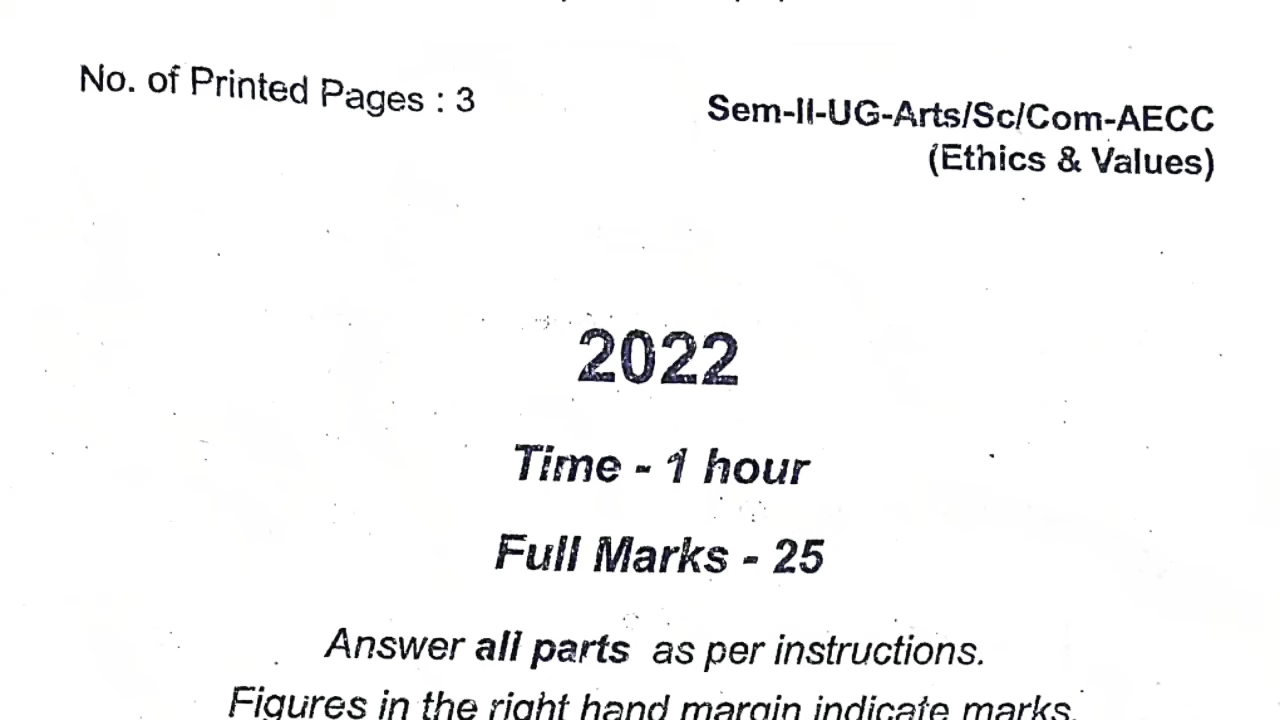 No. of Printed Pages : 3
Sem-II-UG-Arts/Sc/Com-AECC
(Ethics & Values)
2022
Time - 1 hour
Full Marks - 25
Answer all parts as per instructions.
Figures in the right hand margin indicate marks.